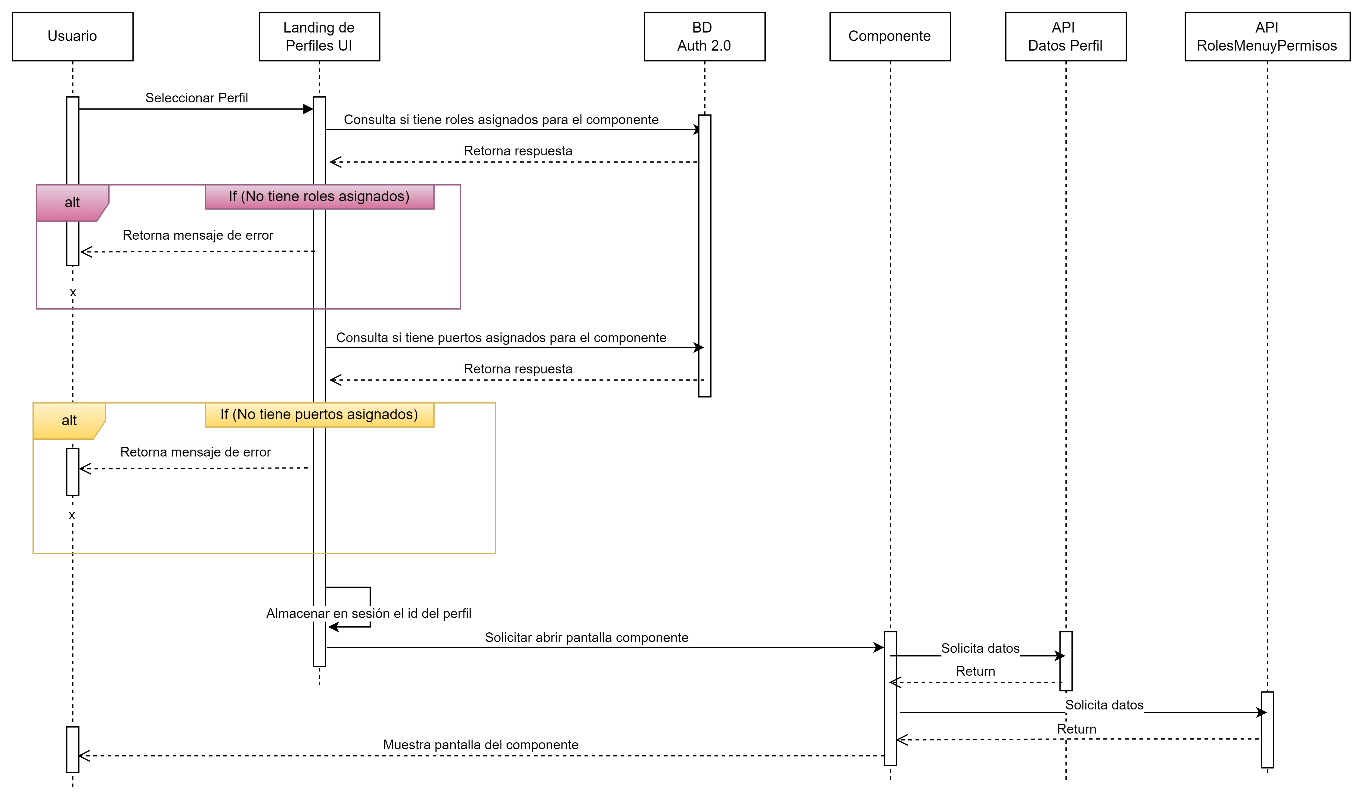 Usuario
Landing de
Perfiles UI
BD
Auth 2.0
Componente
API
Datos Perfil
API
RolesMenuyPermisos
Seleccionar Perfil
Consulta si tiene roles asignados para el componente
Retorna respuesta
alt
If (No tiene roles asignados)
Retorna mensaje de error
x
Consulta si tiene puertos asignados para el componente
Retorna respuesta
alt
If (No tiene puertos asignados)
Retorna mensaje de error
x
Almacenar en sesión el id del perfil
Solicitar abrir pantalla componente
Solicita datos
Return
Solicita datos
Return
Muestra pantalla del componente